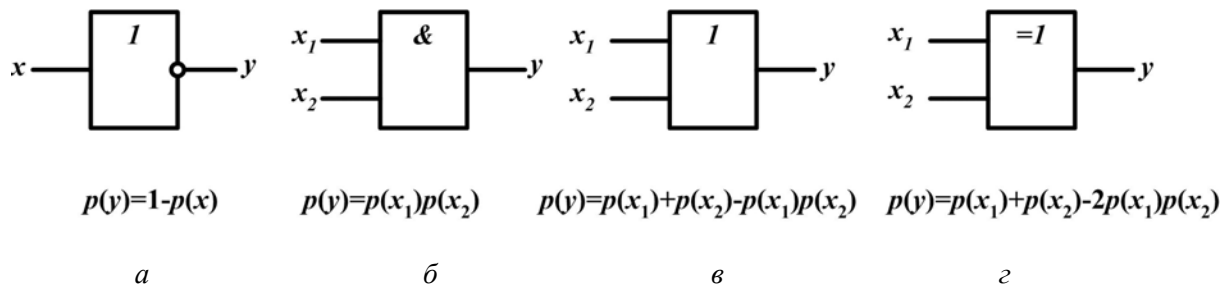 1 & 1 =1
x y x₁ x₂ y x₁ x₂ y x₁ x₂ y
p(y)=1-p(x) p(y)=p(x₁)p(x₂) p(y)=p(x₁)+p(x₂)-p(x₁)p(x₂) p(y)=p(x₁)+p(x₂)-2p(x₁)p(x₂)
а б в г